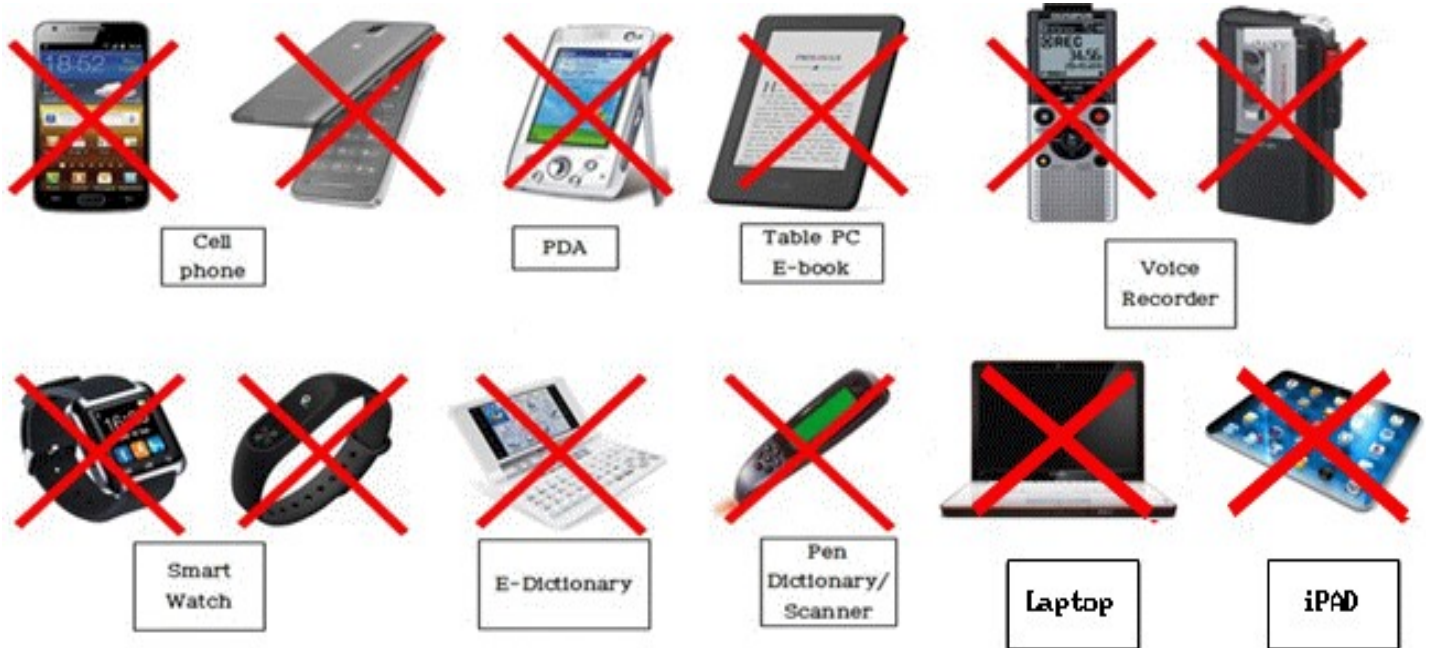 18:52
PROLOGUE
REC
Cell
phone
PDA
Table PC
E-book
Voice
Recorder
Smart
Watch
E-Dictionary
Pen
Dictionary/
Scanner
Laptop
iPAD